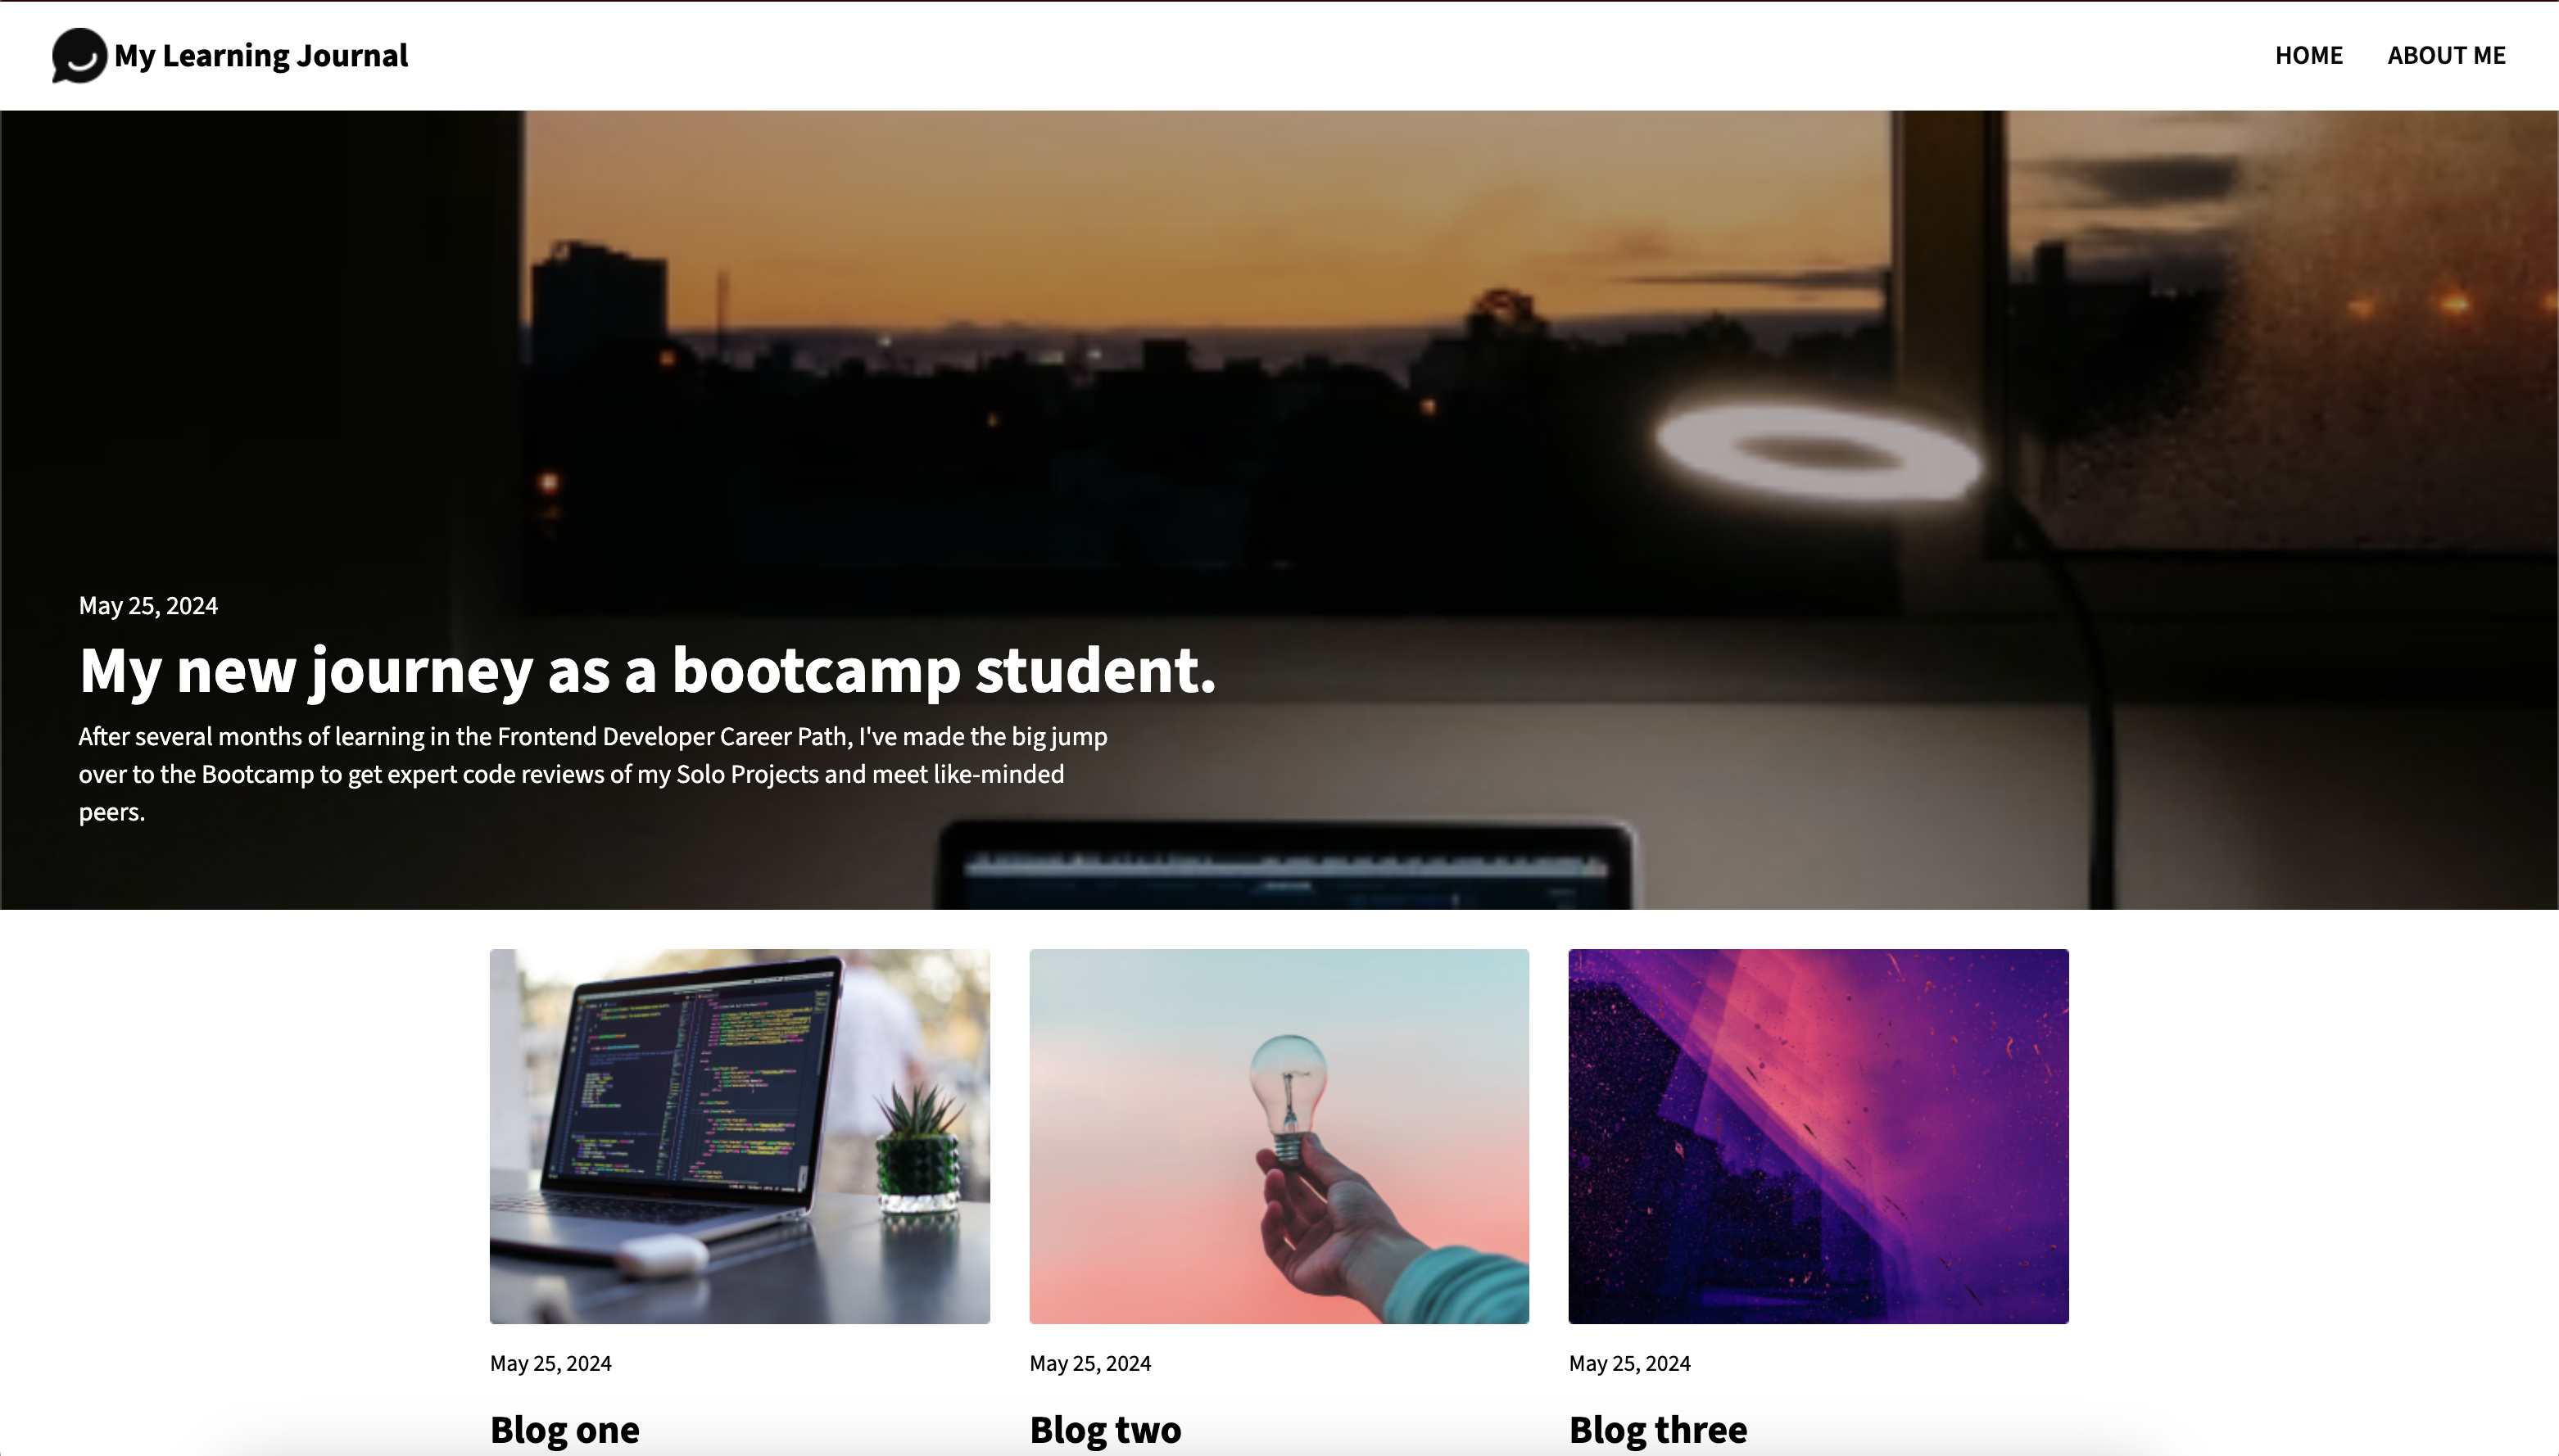 My Learning Journal
HOME
ABOUT ME
May 25, 2024
My new journey as a bootcamp student.
After several months of learning in the Frontend Developer Career Path, I've made the big jump
over to the Bootcamp to get expert code reviews of my Solo Projects and meet like-minded
peers.
May 25, 2024
May 25, 2024
May 25, 2024
Blog one
Blog two
Blog three